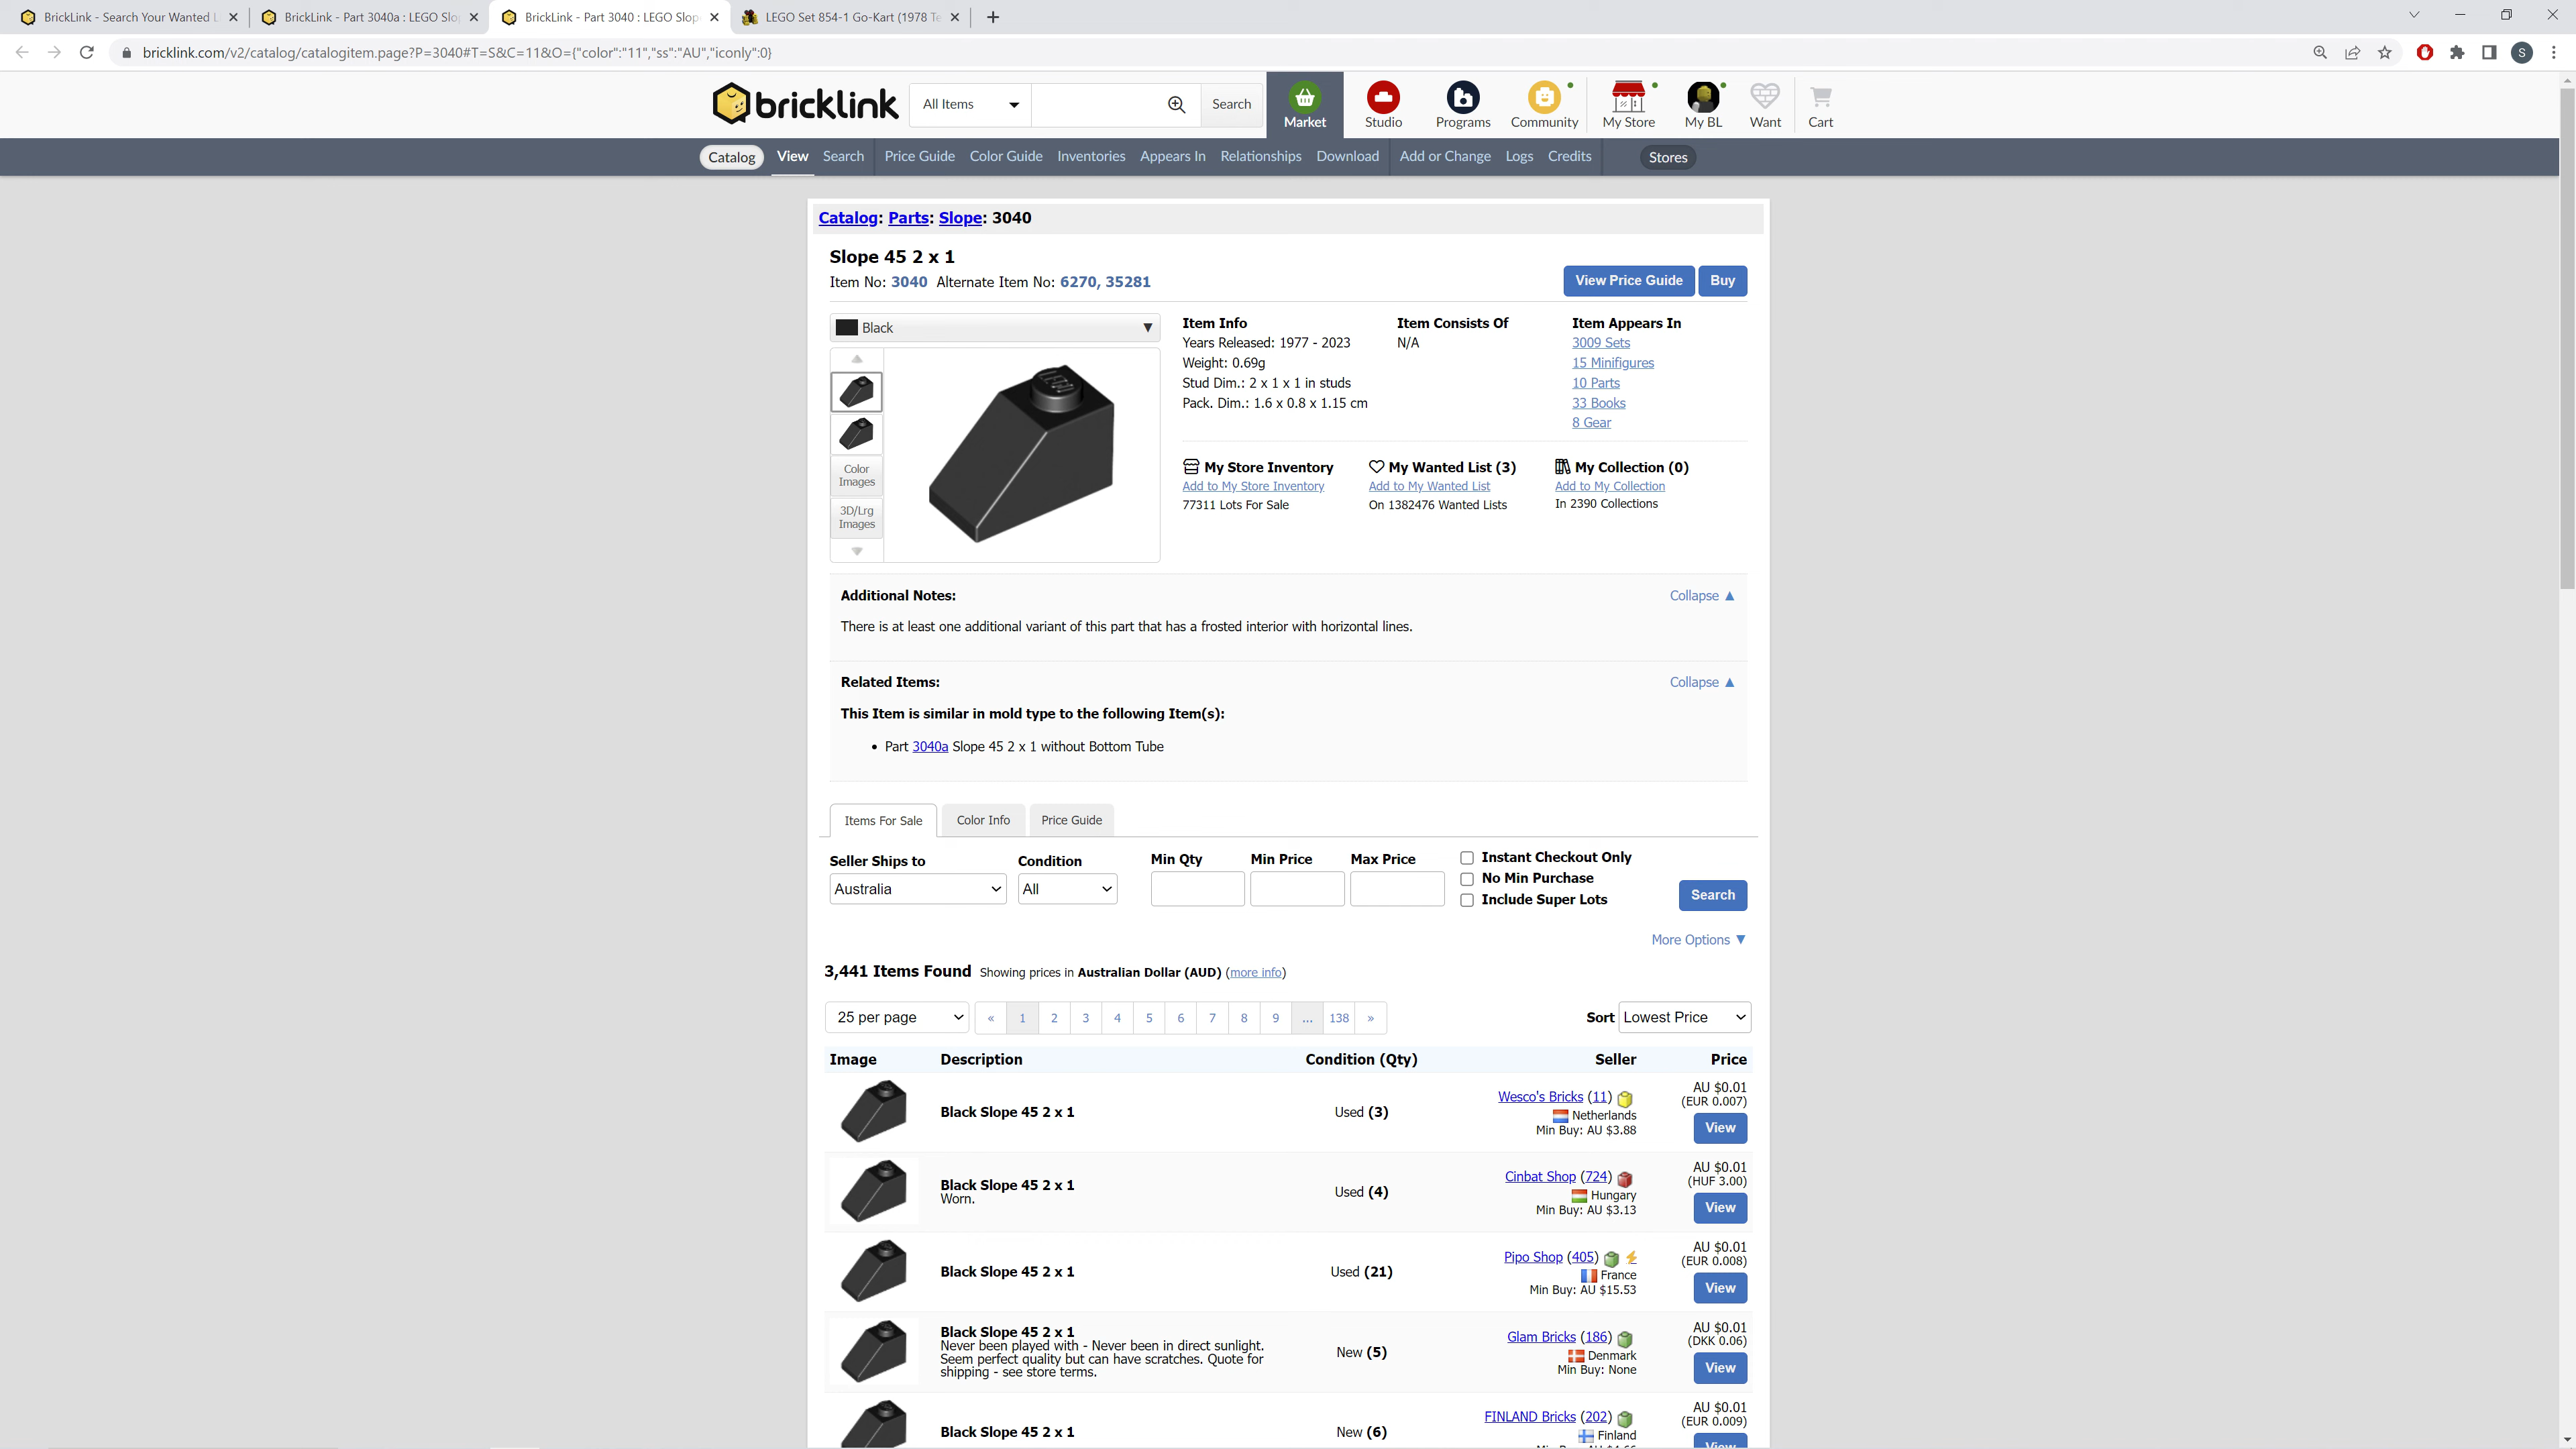 BrickLink - Search Your Wanted L
BrickLink - Part 3040a : LEGO Slo
BrickLink - Part 3040 : LEGO Slop
LEGO Set 854-1 Go-Kart (1978 Te
bricklink.com/v2/catalog/catalogitem.page?P=3040#T=S&C=11&O={"color":"11","ss":"AU","iconly":0}
S
bricklink
All Items
Search
Market
Studio
Programs
Community
My Store
My BL
Want
Cart
Catalog View Search Price Guide Color Guide Inventories Appears In Relationships Download Add or Change Logs Credits Stores
Catalog: Parts: Slope: 3040
Slope 45 2 x 1
Item No: 3040 Alternate Item No: 6270, 35281
View Price Guide
Buy
Black
Color
Images
3D/Lrg
Images
Item Info
Years Released: 1977 - 2023
Weight: 0.69g
Stud Dim.: 2 x 1 x 1 in studs
Pack. Dim.: 1.6 x 0.8 x 1.15 cm
Item Consists Of
N/A
Item Appears In
3009 Sets
15 Minifigures
10 Parts
33 Books
8 Gear
My Store Inventory
Add to My Store Inventory
77311 Lots For Sale
My Wanted List (3)
Add to My Wanted List
On 1382476 Wanted Lists
My Collection (0)
Add to My Collection
In 2390 Collections
Additional Notes:
Collapse ▲
There is at least one additional variant of this part that has a frosted interior with horizontal lines.
Related Items:
Collapse ▲
This Item is similar in mold type to the following Item(s):
• Part 3040a Slope 45 2 x 1 without Bottom Tube
Items For Sale
Color Info
Price Guide
Seller Ships to
Australia
Condition
All
Min Qty
Min Price
Max Price
Instant Checkout Only
No Min Purchase
Include Super Lots
Search
More Options ▼
3,441 Items Found Showing prices in Australian Dollar (AUD) (more info)
25 per page
« 1 2 3 4 5 6 7 8 9 ... 138 »
Sort Lowest Price
Image Description Condition (Qty) Seller Price
Black Slope 45 2 x 1
Used (3)
Wesco's Bricks (11)
Netherlands
Min Buy: AU $3.88
AU $0.01
(EUR 0.007)
View
Black Slope 45 2 x 1
Worn.
Used (4)
Cinbat Shop (724)
Hungary
Min Buy: AU $3.13
AU $0.01
(HUF 3.00)
View
Black Slope 45 2 x 1
Used (21)
Pipo Shop (405)
France
Min Buy: AU $15.53
AU $0.01
(EUR 0.008)
View
Black Slope 45 2 x 1
Never been played with - Never been in direct sunlight.
Seem perfect quality but can have scratches. Quote for
shipping - see store terms.
New (5)
Glam Bricks (186)
Denmark
Min Buy: None
AU $0.01
(DKK 0.06)
View
Black Slope 45 2 x 1
New (6)
FINLAND Bricks (202)
Finland
AU $0.01
(EUR 0.009)
View